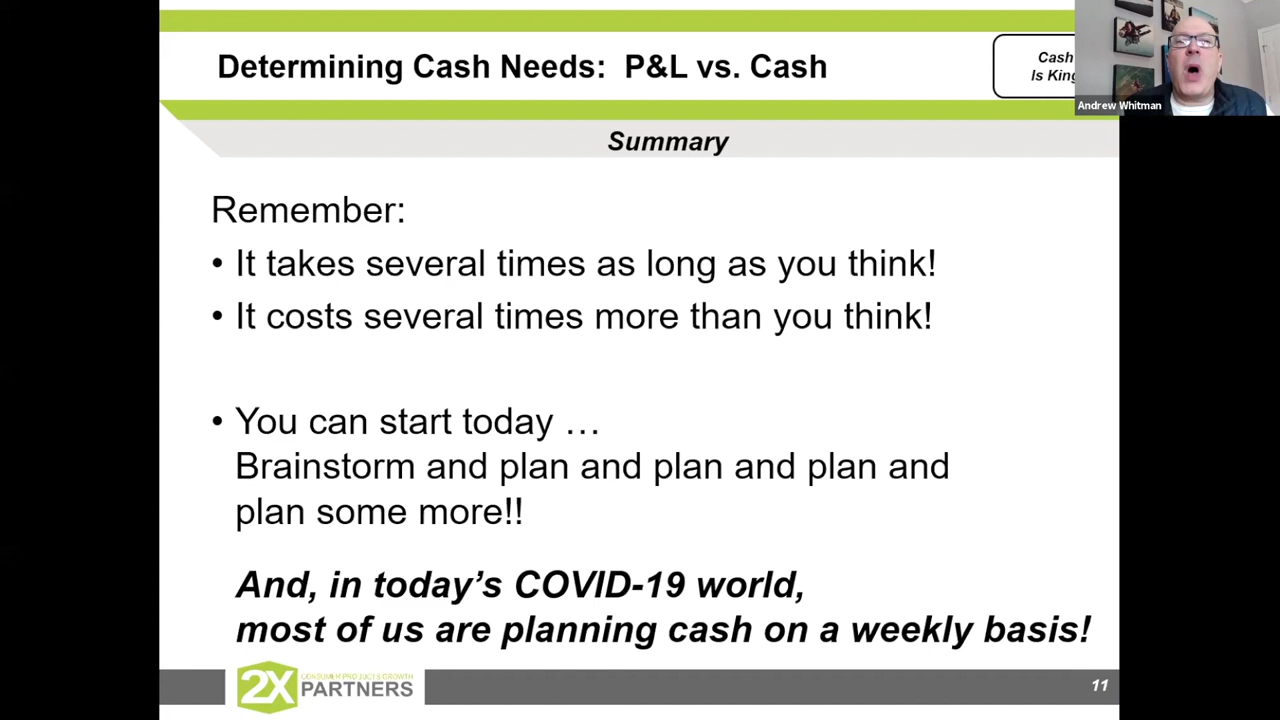 Determining Cash Needs: P&L vs. Cash
Cash
Is King
Andrew Whitman
Summary
Remember:
• It takes several times as long as you think!
• It costs several times more than you think!
• You can start today …
Brainstorm and plan and plan and plan and
plan some more!!
And, in today’s COVID-19 world,
most of us are planning cash on a weekly basis!
2X
CONSUMER PRODUCTS GROWTH
PARTNERS
11